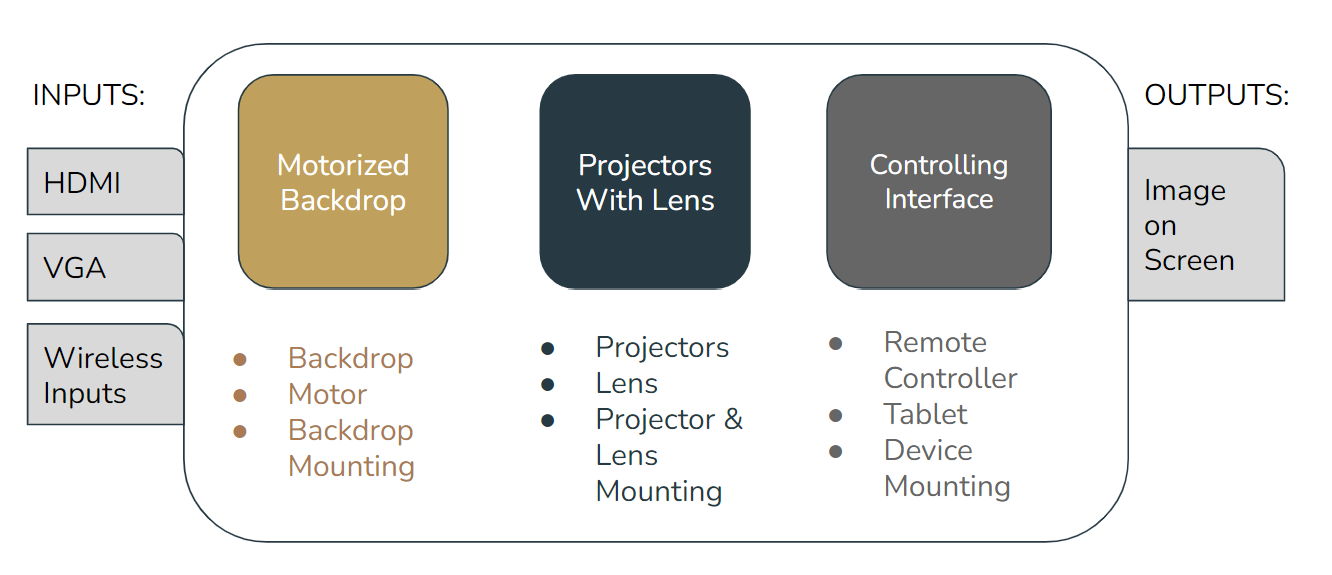 INPUTS:
HDMI
VGA
Wireless
Inputs
Motorized
Backdrop
● Backdrop
● Motor
● Backdrop
Mounting
Projectors
With Lens
● Projectors
● Lens
● Projector &
Lens
Mounting
Controlling
Interface
● Remote
Controller
● Tablet
● Device
Mounting
OUTPUTS:
Image
on
Screen